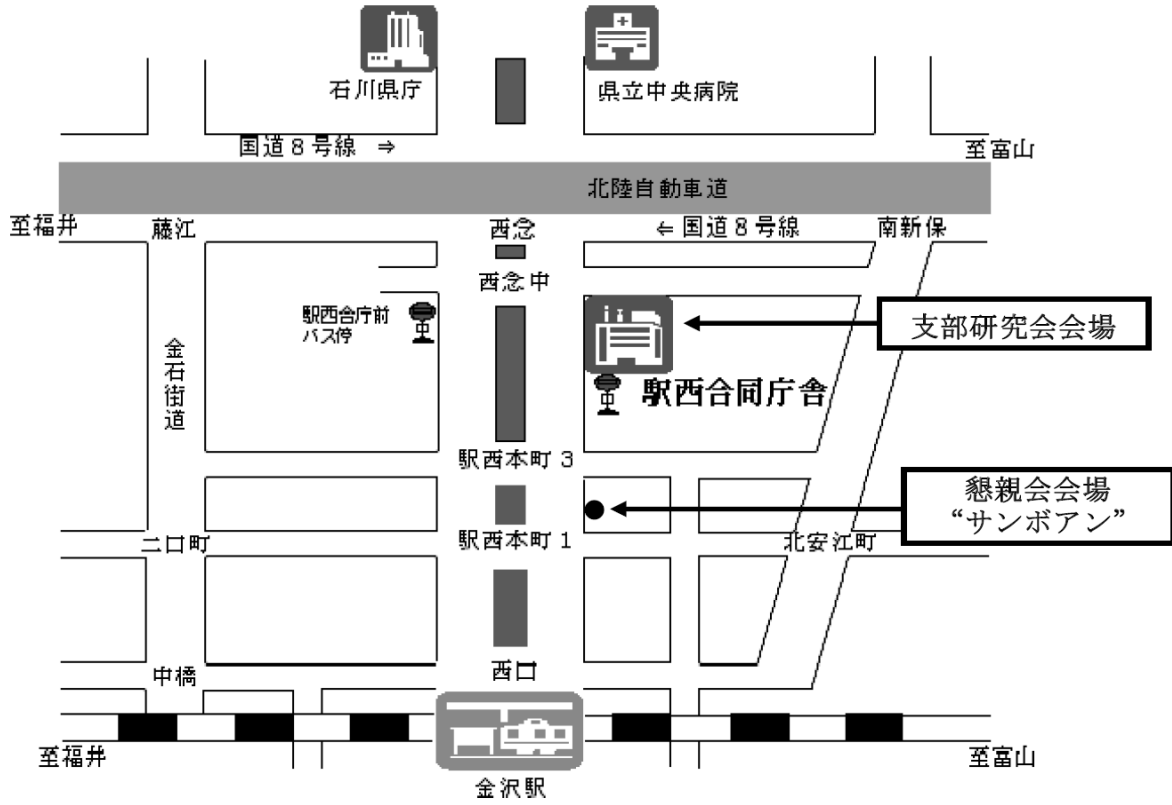 石川県庁
県立中央病院
国道8号線 ⇒
至富山
北陸自動車道
至福井
藤江
西念
⇐ 国道8号線
南新保
西念中
駅西合庁前
バス停
支部研究会会場
金石街道
駅西合同庁舎
駅西本町3
懇親会会場
“サンボアン”
二口町
駅西本町1
北安江町
西口
中橋
至福井
至富山
金沢駅